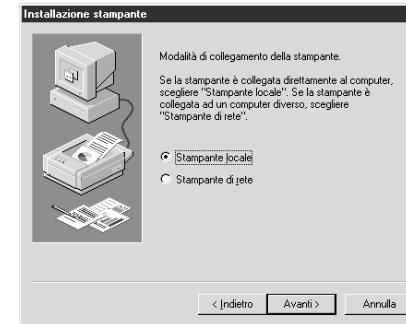 Installazione stampante
Modalità di collegamento della stampante.
Se la stampante è collegata direttamente al computer,
scegliere "Stampante locale". Se la stampante è
collegata ad un computer diverso, scegliere
"Stampante di rete".
Stampante locale
Stampante di rete
< Indietro
Avanti >
Annulla